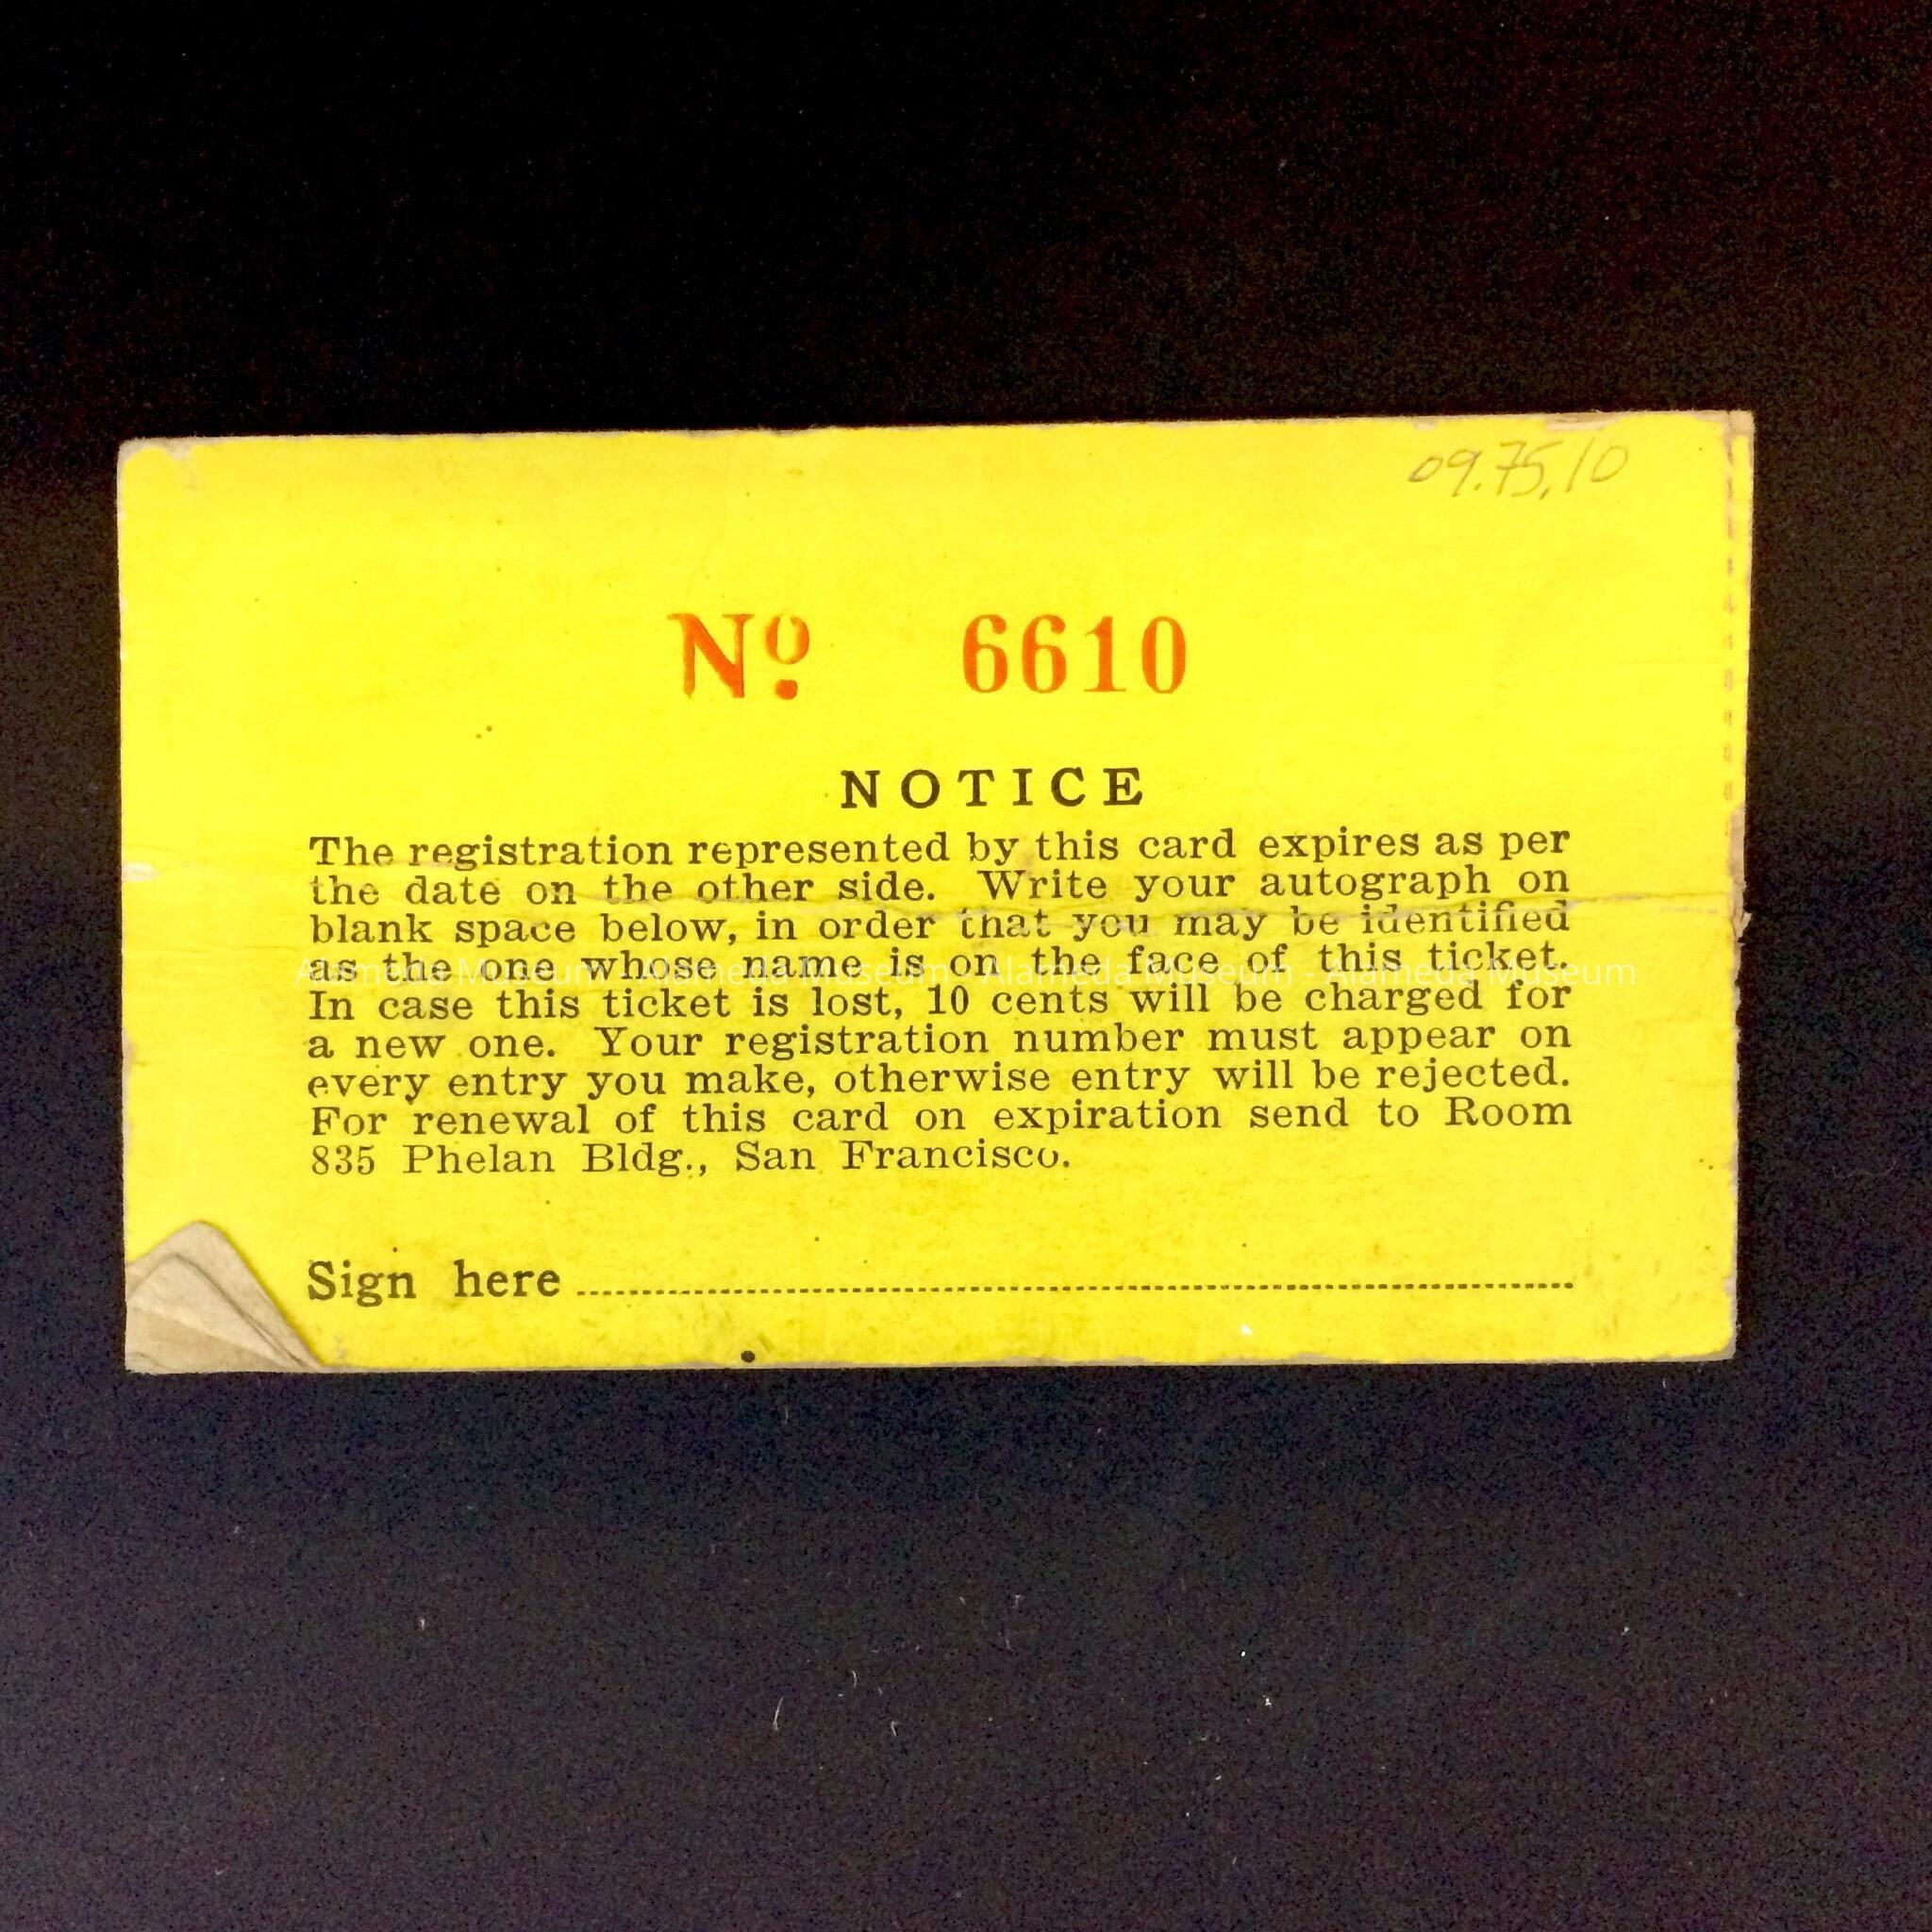 09.75.10
Nº 6610
NOTICE
The registration represented by this card expires as per
the date on the other side. Write your autograph on
blank space below, in order that you may be identified
as the one whose name is on the face of this ticket.
Alameda Museum - Alameda Museum - Alameda Museum - Alameda Museum
In case this ticket is lost, 10 cents will be charged for
a new one. Your registration number must appear on
every entry you make, otherwise entry will be rejected.
For renewal of this card on expiration send to Room
835 Phelan Bldg., San Francisco.
Sign here